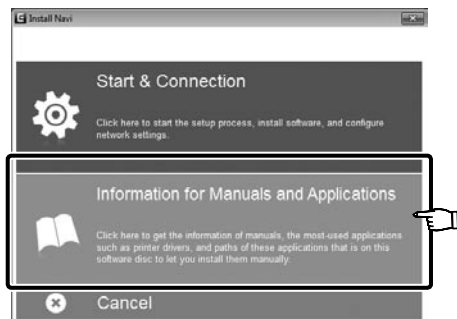 Install Navi
Start & Connection
Click here to start the setup process, install software, and configure
network settings.
Information for Manuals and Applications
Click here to get the information of manuals, the most-used applications
such as printer drivers, and paths of these applications that is on this
software disc to let you install them manually.
Cancel